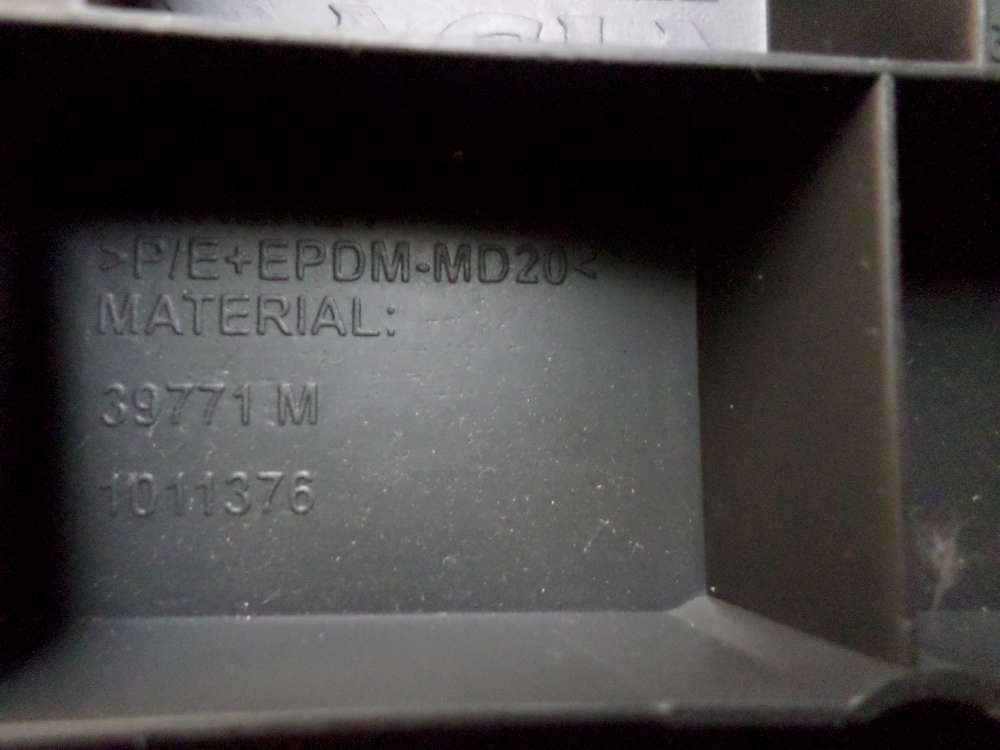 >P/E+EPDM-MD20<
MATERIAL:
39771 M
1011376